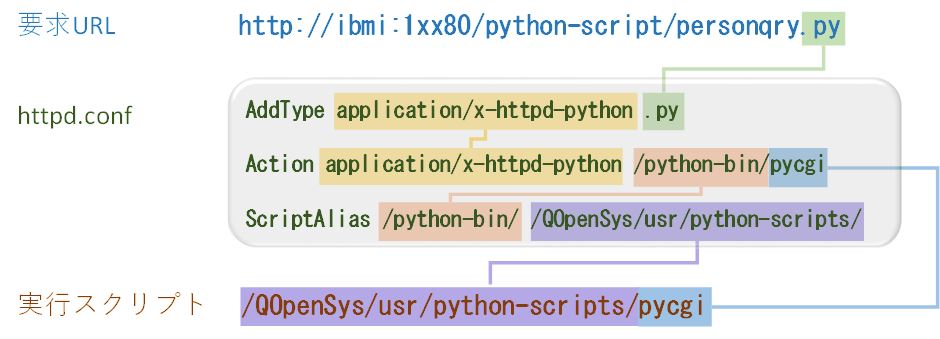 要求URL http://ibmi:1xx80/python-script/personqry.py
httpd.conf
AddType application/x-httpd-python .py
Action application/x-httpd-python /python-bin/pycgi
ScriptAlias /python-bin/ /QOpenSys/usr/python-scripts/
実行スクリプト /QOpenSys/usr/python-scripts/pycgi